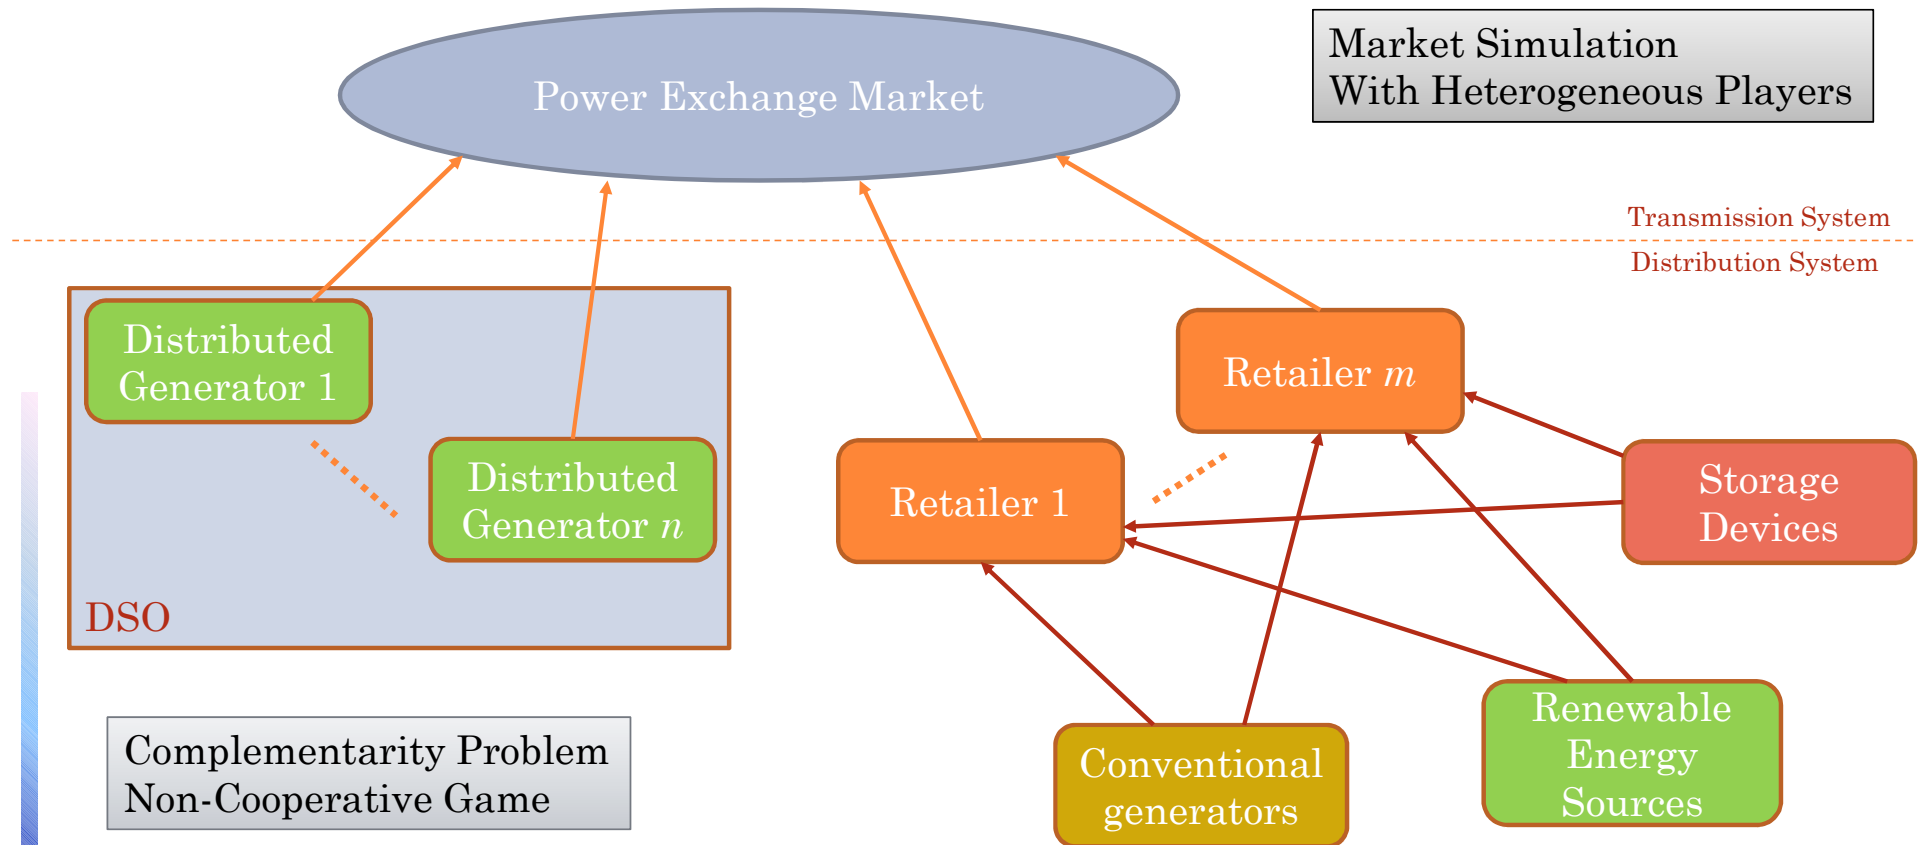 Market Simulation
With Heterogeneous Players
Power Exchange Market
Transmission System
Distribution System
Distributed
Generator 1
Distributed
Generator n
DSO
Retailer m
Retailer 1
Storage
Devices
Renewable
Energy
Sources
Conventional
generators
Complementarity Problem
Non-Cooperative Game